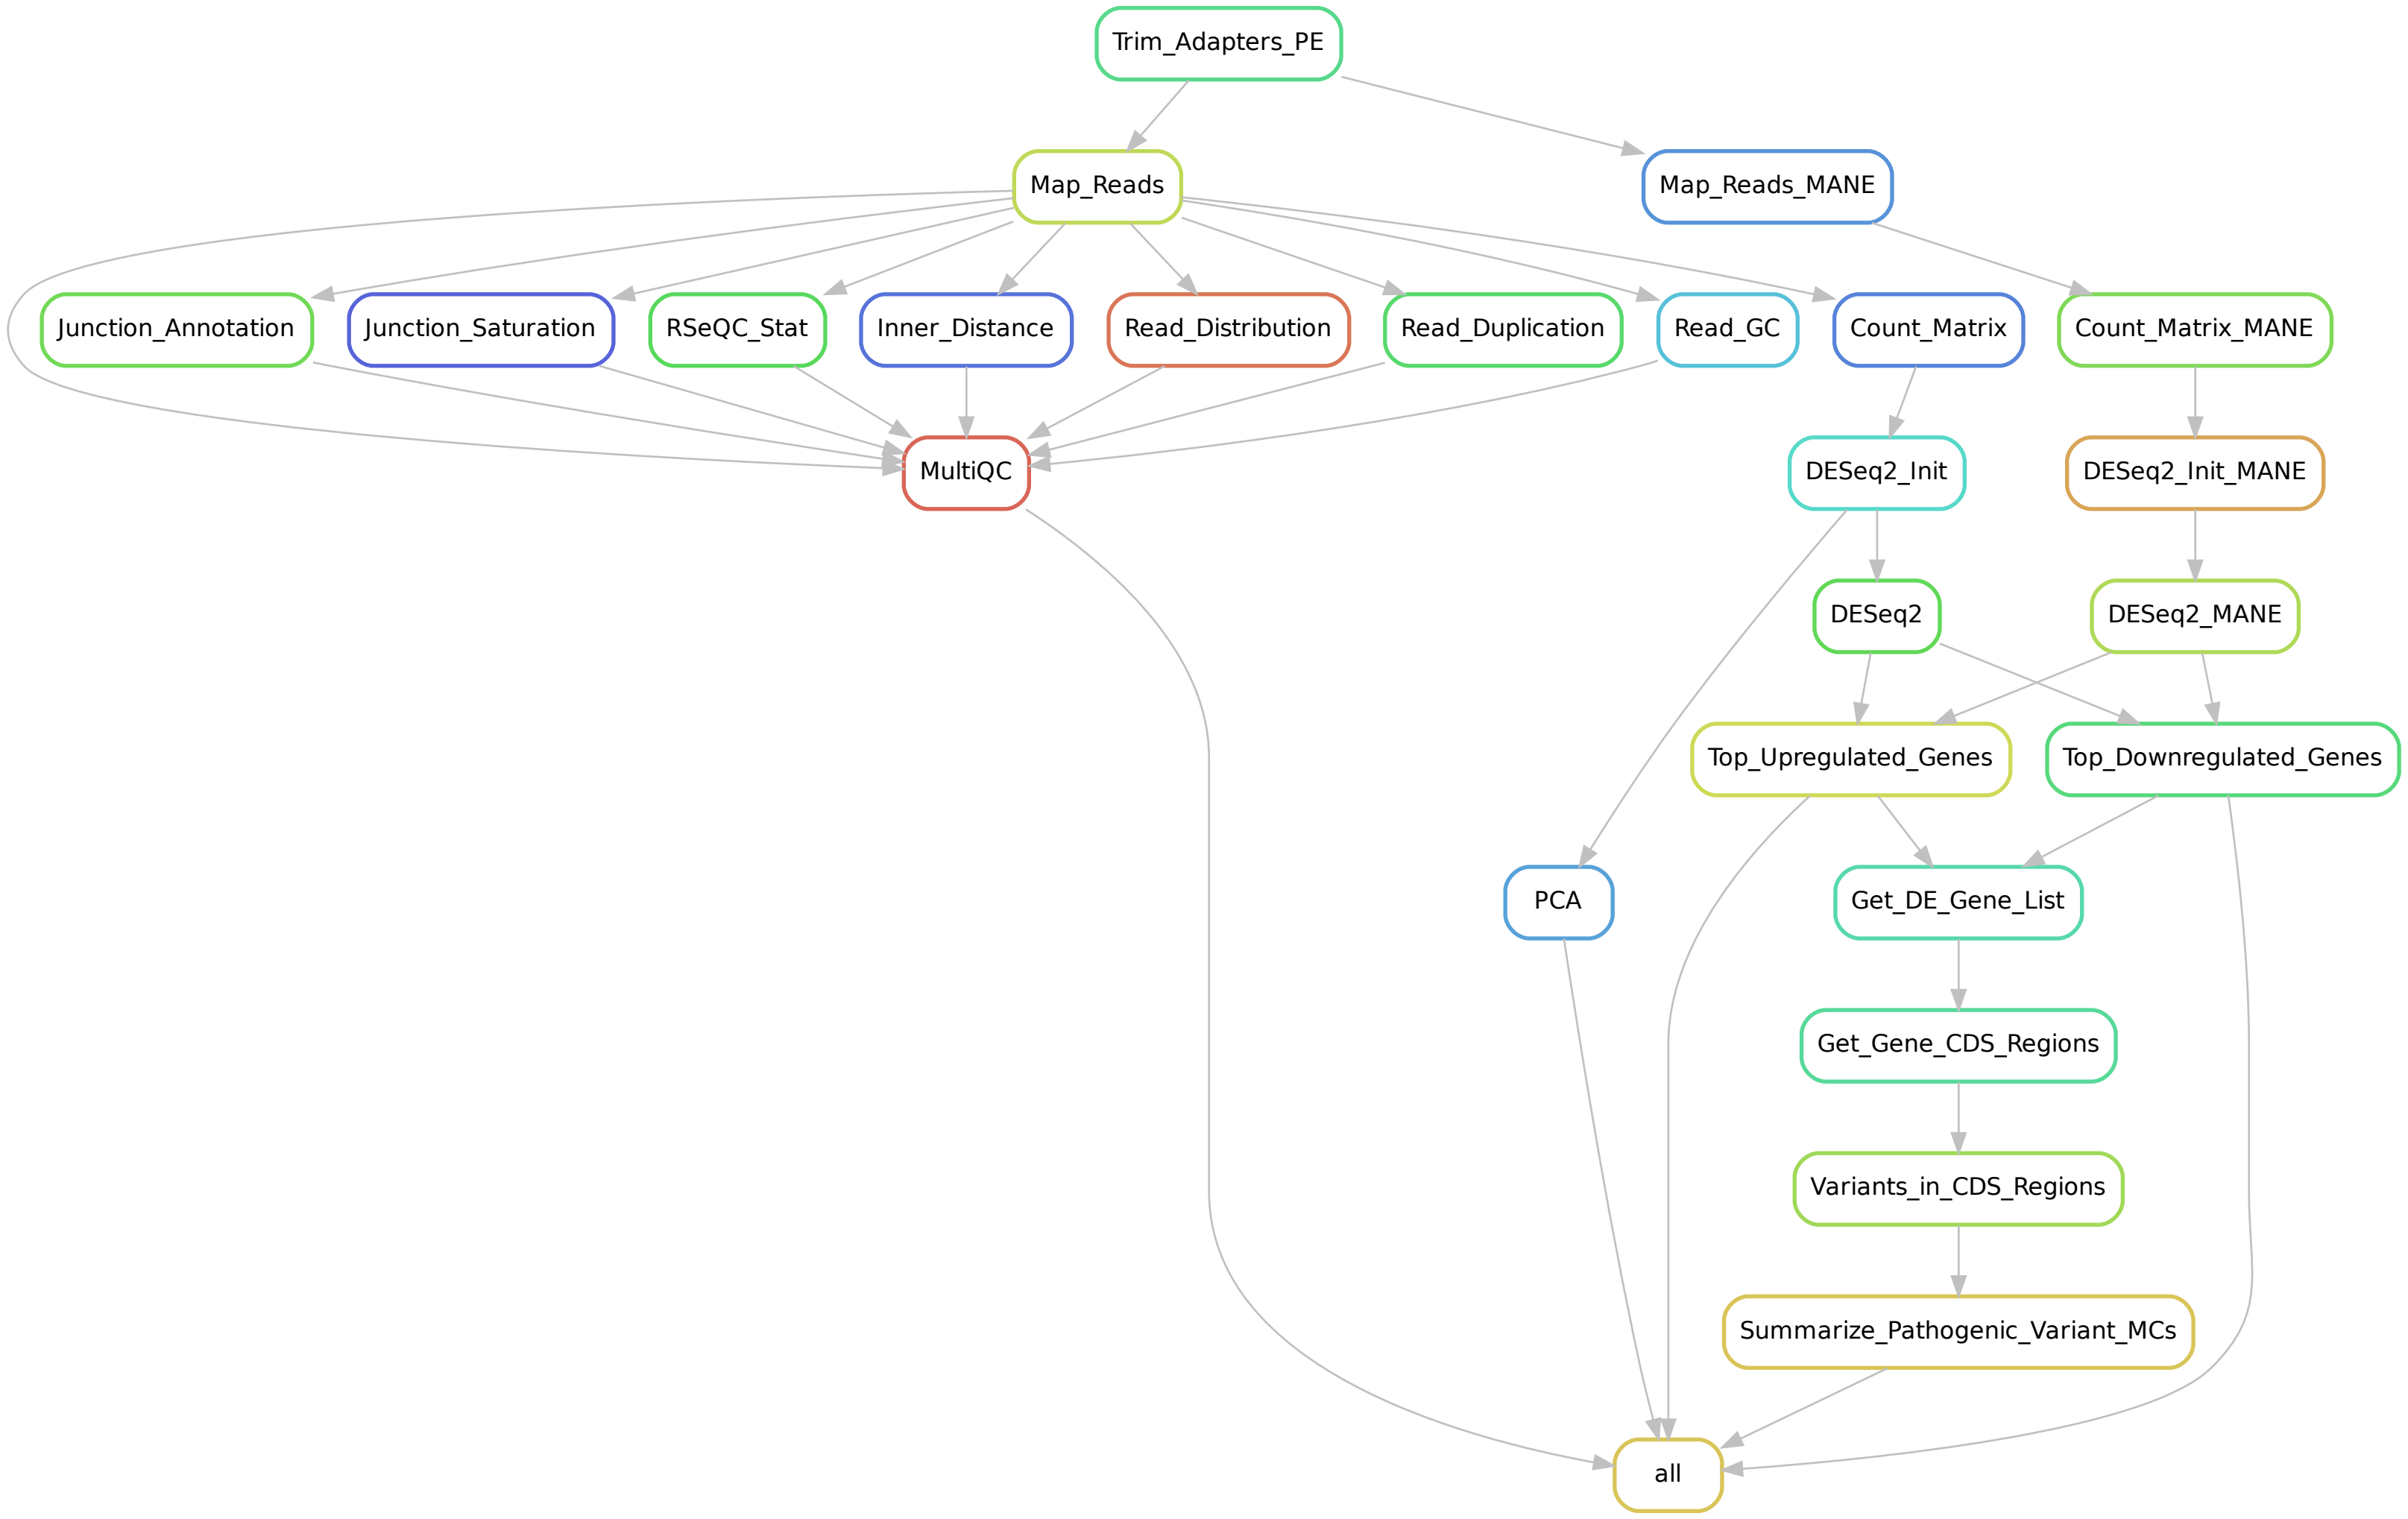 Trim_Adapters_PE
Map_Reads
Map_Reads_MANE
Junction_Annotation
Junction_Saturation
RSeQC_Stat
Inner_Distance
Read_Distribution
Read_Duplication
Read_GC
Count_Matrix
Count_Matrix_MANE
MultiQC
DESeq2_Init
DESeq2_Init_MANE
DESeq2
DESeq2_MANE
Top_Upregulated_Genes
Top_Downregulated_Genes
PCA
Get_DE_Gene_List
Get_Gene_CDS_Regions
Variants_in_CDS_Regions
Summarize_Pathogenic_Variant_MCs
all